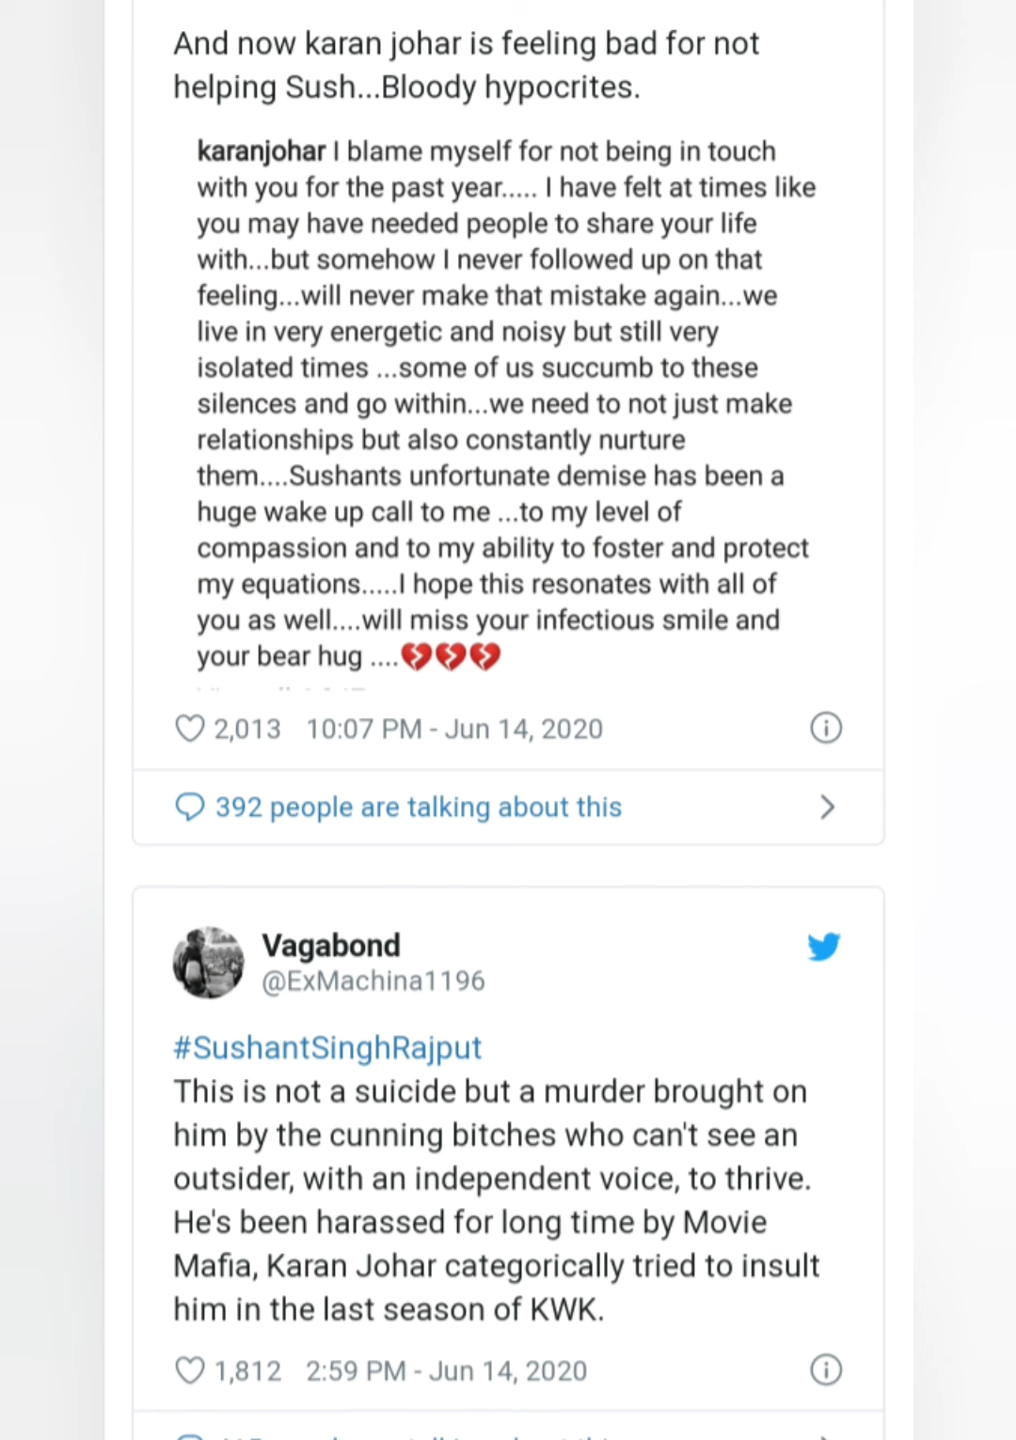 And now karan johar is feeling bad for not
helping Sush...Bloody hypocrites.
karanjohar I blame myself for not being in touch
with you for the past year..... I have felt at times like
you may have needed people to share your life
with...but somehow I never followed up on that
feeling...will never make that mistake again...we
live in very energetic and noisy but still very
isolated times ...some of us succumb to these
silences and go within...we need to not just make
relationships but also constantly nurture
them....Sushants unfortunate demise has been a
huge wake up call to me ...to my level of
compassion and to my ability to foster and protect
my equations.....I hope this resonates with all of
you as well....will miss your infectious smile and
your bear hug ....💔💔💔
2,013 10:07 PM - Jun 14, 2020
392 people are talking about this
Vagabond
@ExMachina1196
#SushantSinghRajput
This is not a suicide but a murder brought on
him by the cunning bitches who can't see an
outsider, with an independent voice, to thrive.
He's been harassed for long time by Movie
Mafia, Karan Johar categorically tried to insult
him in the last season of KWK.
1,812 2:59 PM - Jun 14, 2020